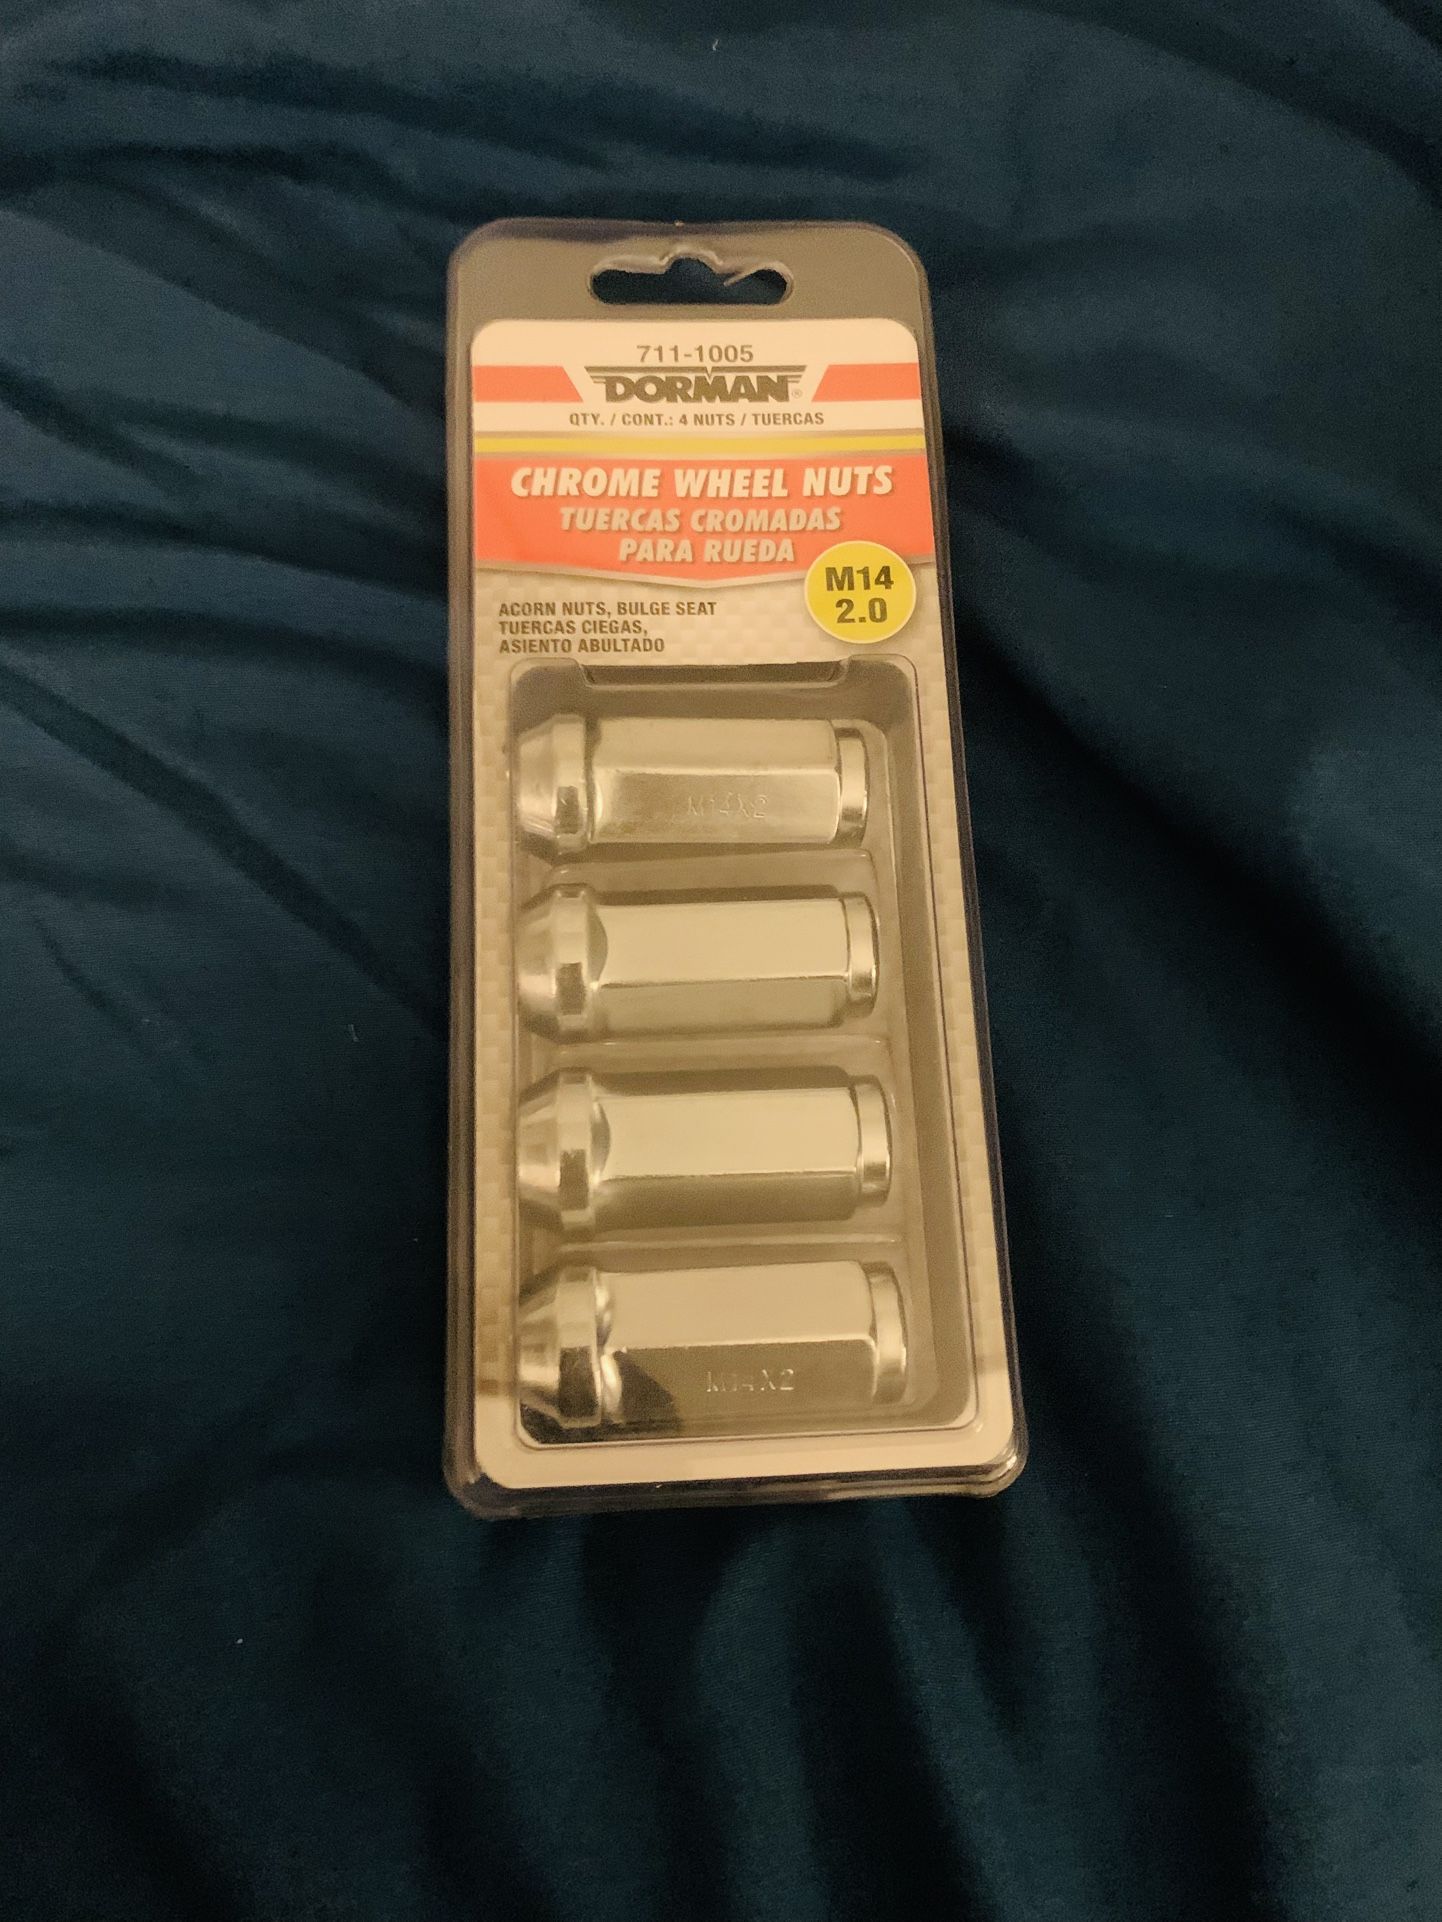 711-1005
DORMAN®
QTY. / CONT.: 4 NUTS / TUERCAS
CHROME WHEEL NUTS
TUERCAS CROMADAS
PARA RUEDA
M14
2.0
ACORN NUTS, BULGE SEAT
TUERCAS CIEGAS,
ASIENTO ABULTADO
M14X2
M14X2